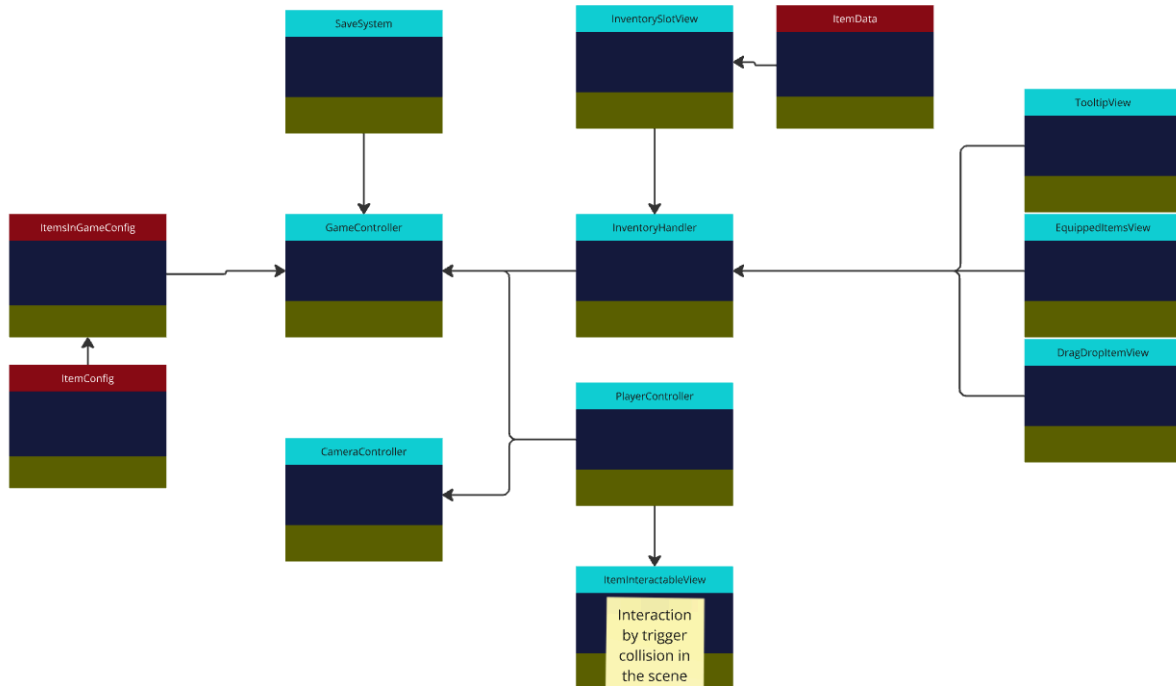 SaveSystem
InventorySlotView
ItemData
TooltipView
ItemsInGameConfig
GameController
InventoryHandler
EquippedItemsView
DragDropItemView
ItemConfig
PlayerController
CameraController
ItemInteractableView
Interaction
by trigger
collision in
the scene